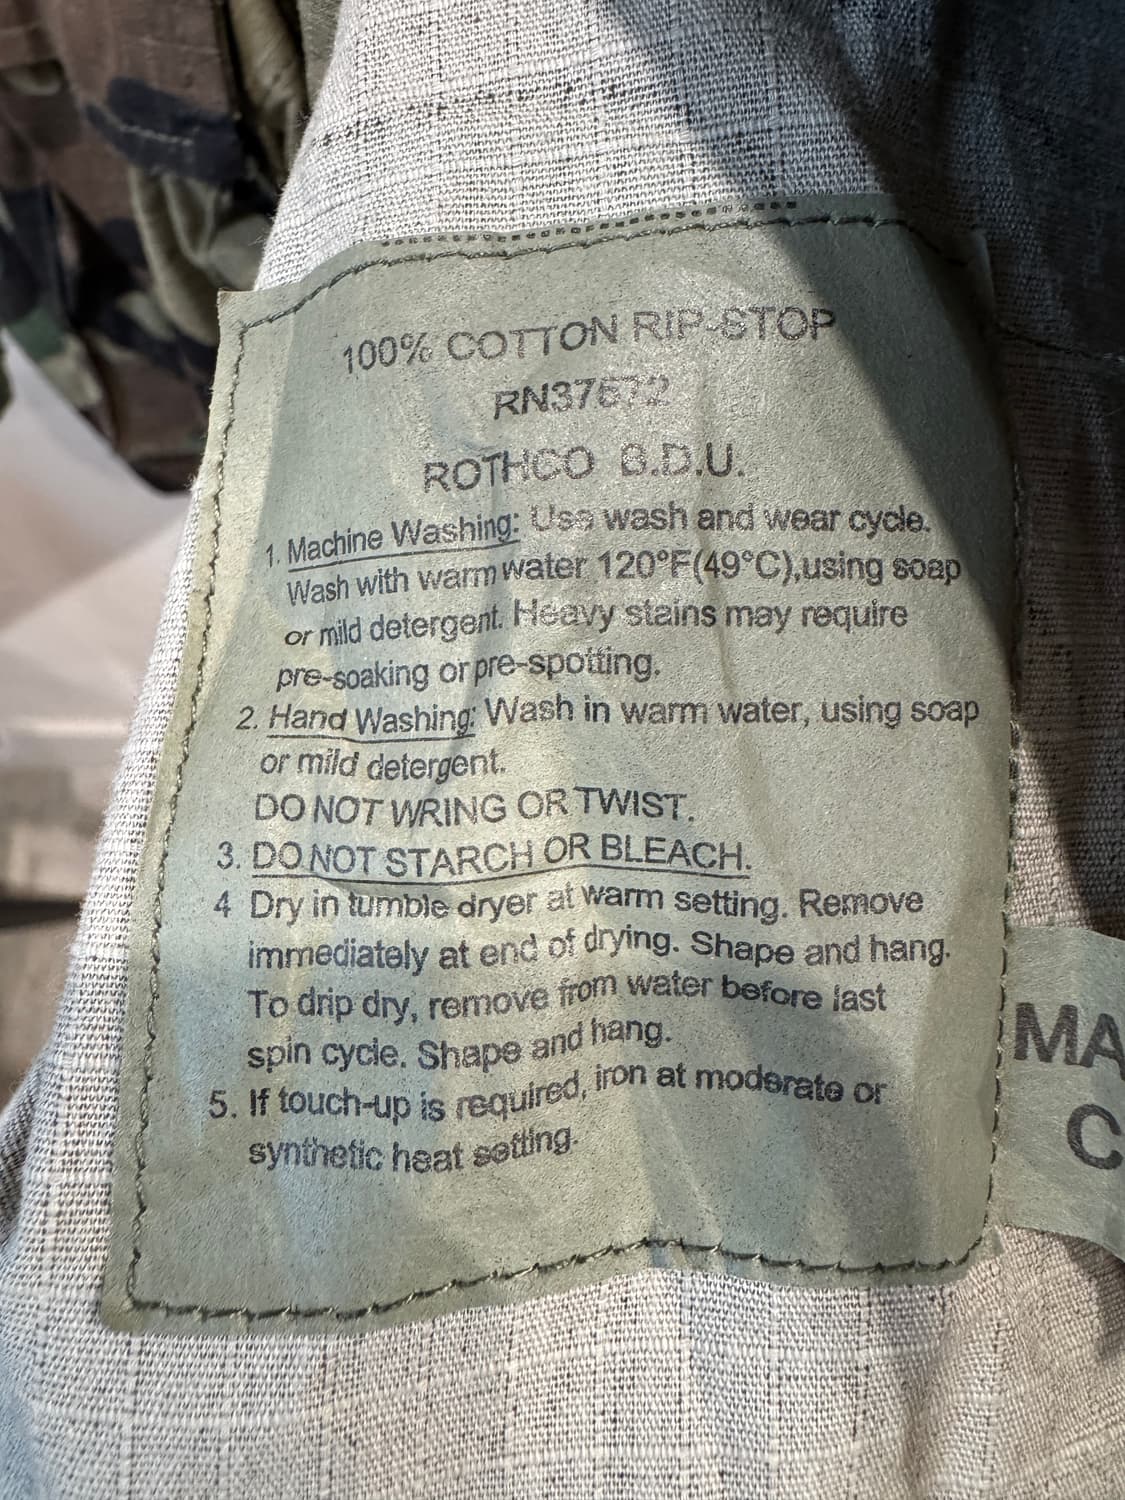 100% COTTON RIP-STOP
RN37672
ROTHCO B.D.U.
1. Machine Washing: Use wash and wear cycle.
Wash with warm water 120°F(49°C),using soap
or mild detergent. Heavy stains may require
pre-soaking or pre-spotting.
2. Hand Washing: Wash in warm water, using soap
or mild detergent.
DO NOT WRING OR TWIST.
3. DO NOT STARCH OR BLEACH.
4 Dry in tumble dryer at warm setting. Remove
immediately at end of drying. Shape and hang.
To drip dry, remove from water before last
spin cycle. Shape and hang.
5. If touch-up is required, iron at moderate or
synthetic heat setting.
MA
C